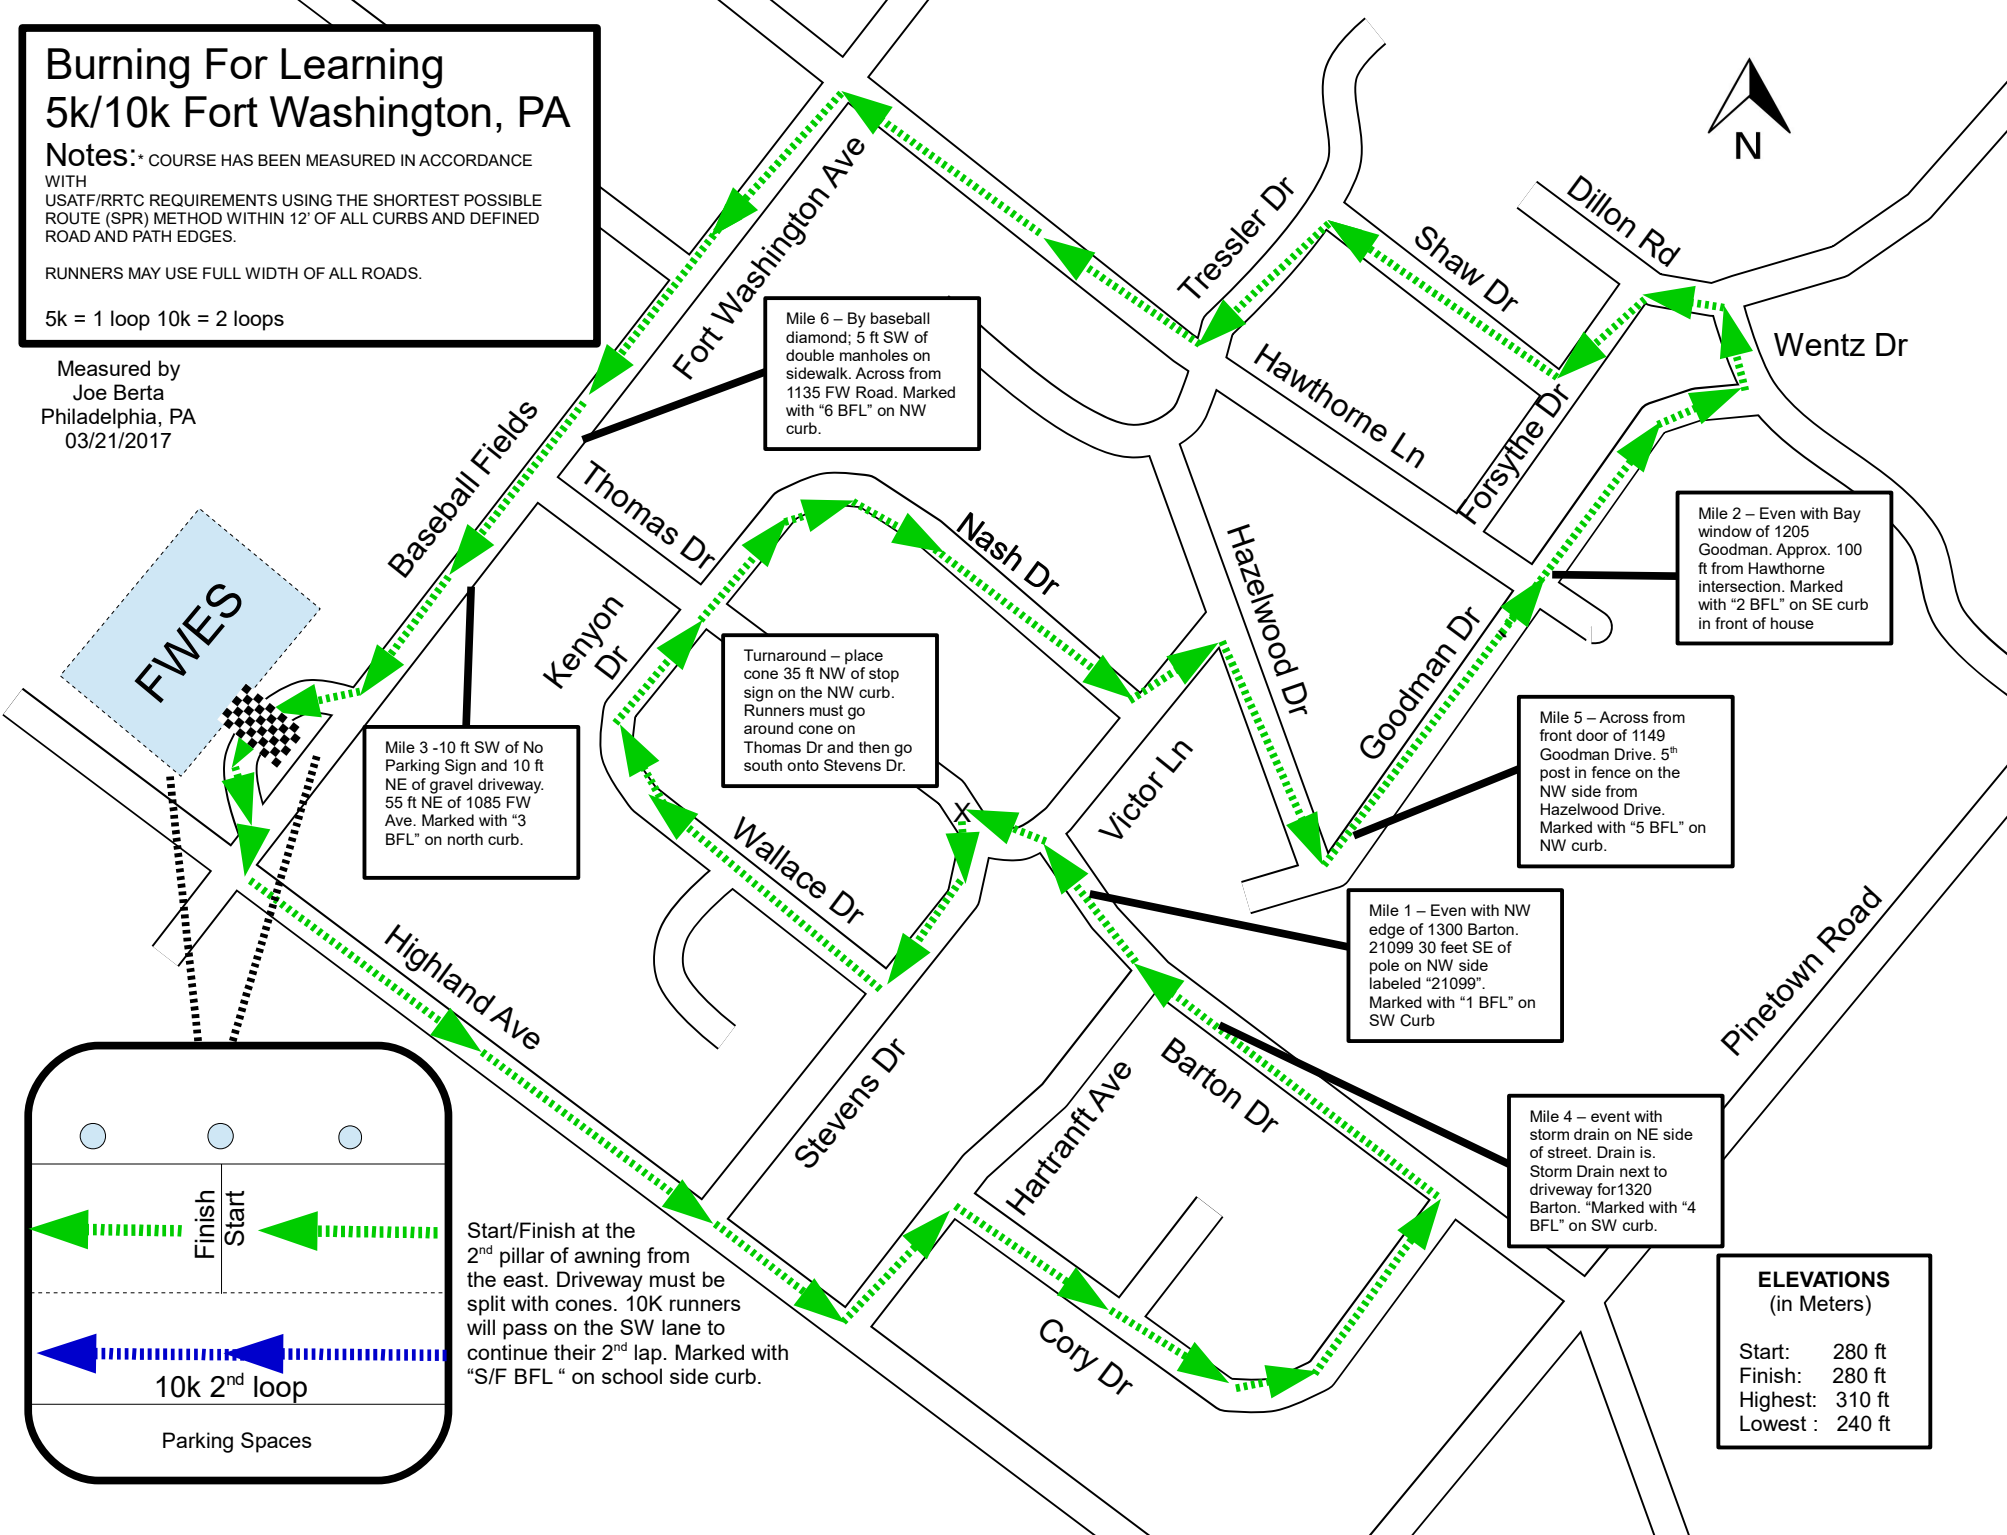 Burning For Learning
5k/10k Fort Washington, PA
Notes:* COURSE HAS BEEN MEASURED IN ACCORDANCE
WITH
USATF/RRTC REQUIREMENTS USING THE SHORTEST POSSIBLE
ROUTE (SPR) METHOD WITHIN 12' OF ALL CURBS AND DEFINED
ROAD AND PATH EDGES.
RUNNERS MAY USE FULL WIDTH OF ALL ROADS.
5k = 1 loop 10k = 2 loops
Measured by
Joe Berta
Philadelphia, PA
03/21/2017
N
Fort Washington Ave
Tressler Dr
Shaw Dr
Dillon Rd
Wentz Dr
Hawthorne Ln
Forsythe Dr
Mile 6 – By baseball
diamond; 5 ft SW of
double manholes on
sidewalk. Across from
1135 FW Road. Marked
with “6 BFL” on NW
curb.
Baseball Fields
Thomas Dr
Nash Dr
Kenyon
Dr
Hazelwood Dr
Goodman Dr
Mile 2 – Even with Bay
window of 1205
Goodman. Approx. 100
ft from Hawthorne
intersection. Marked
with “2 BFL” on SE curb
in front of house
FWES
Turnaround – place
cone 35 ft NW of stop
sign on the NW curb.
Runners must go
around cone on
Thomas Dr and then go
south onto Stevens Dr.
Mile 3 -10 ft SW of No
Parking Sign and 10 ft
NE of gravel driveway.
55 ft NE of 1085 FW
Ave. Marked with “3
BFL” on north curb.
Mile 5 – Across from
front door of 1149
Goodman Drive. 5th
post in fence on the
NW side from
Hazelwood Drive.
Marked with “5 BFL” on
NW curb.
X
Victor Ln
Wallace Dr
Mile 1 – Even with NW
edge of 1300 Barton.
21099 30 feet SE of
pole on NW side
labeled “21099”.
Marked with “1 BFL” on
SW Curb
Highland Ave
Pinetown Road
Stevens Dr
Hartranft Ave
Barton Dr
Mile 4 – event with
storm drain on NE side
of street. Drain is.
Storm Drain next to
driveway for1320
Barton. “Marked with “4
BFL” on SW curb.
Cory Dr
Finish
Start
10k 2nd loop
Parking Spaces
Start/Finish at the
2nd pillar of awning from
the east. Driveway must be
split with cones. 10K runners
will pass on the SW lane to
continue their 2nd lap. Marked with
“S/F BFL “ on school side curb.
ELEVATIONS
(in Meters)
Start: 280 ft
Finish: 280 ft
Highest: 310 ft
Lowest : 240 ft